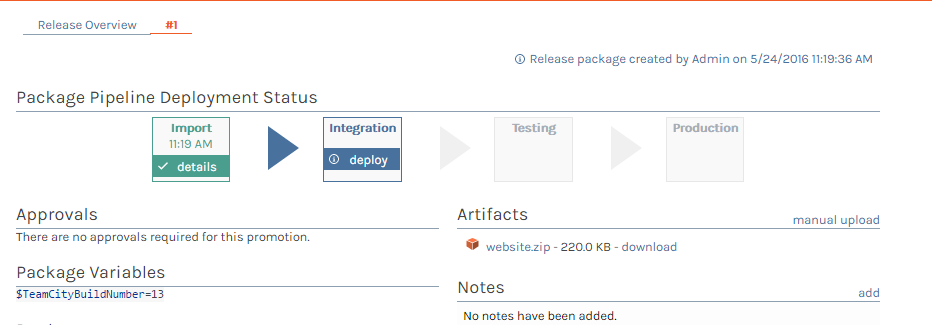 Release Overview #1
Release package created by Admin on 5/24/2016 11:19:36 AM
Package Pipeline Deployment Status
Import Integration Testing Production
11:19 AM
details deploy
Approvals
There are no approvals required for this promotion.
Package Variables
$TeamCityBuildNumber=13
Artifacts manual upload
website.zip - 220.0 KB - download
Notes add
No notes have been added.